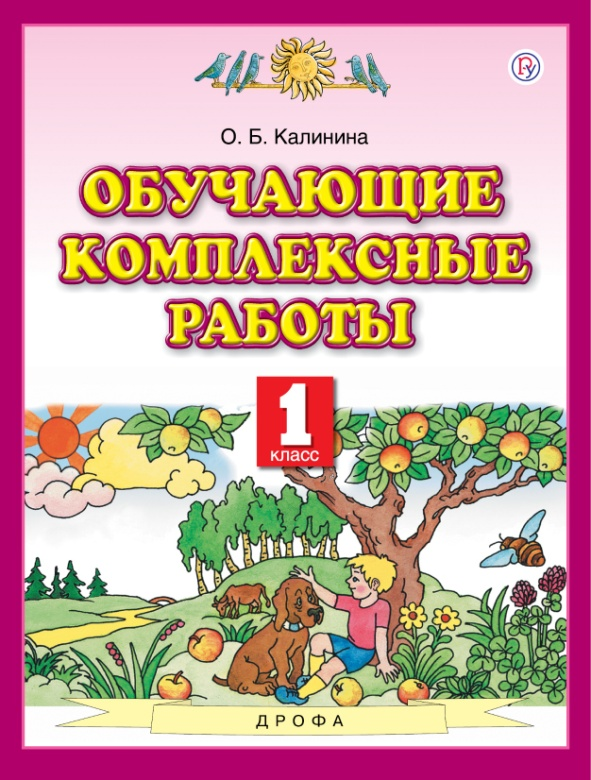 О. Б. Калинина
ОБУЧАЮЩИЕ
КОМПЛЕКСНЫЕ
РАБОТЫ
1
КЛАСС
ДРОФА